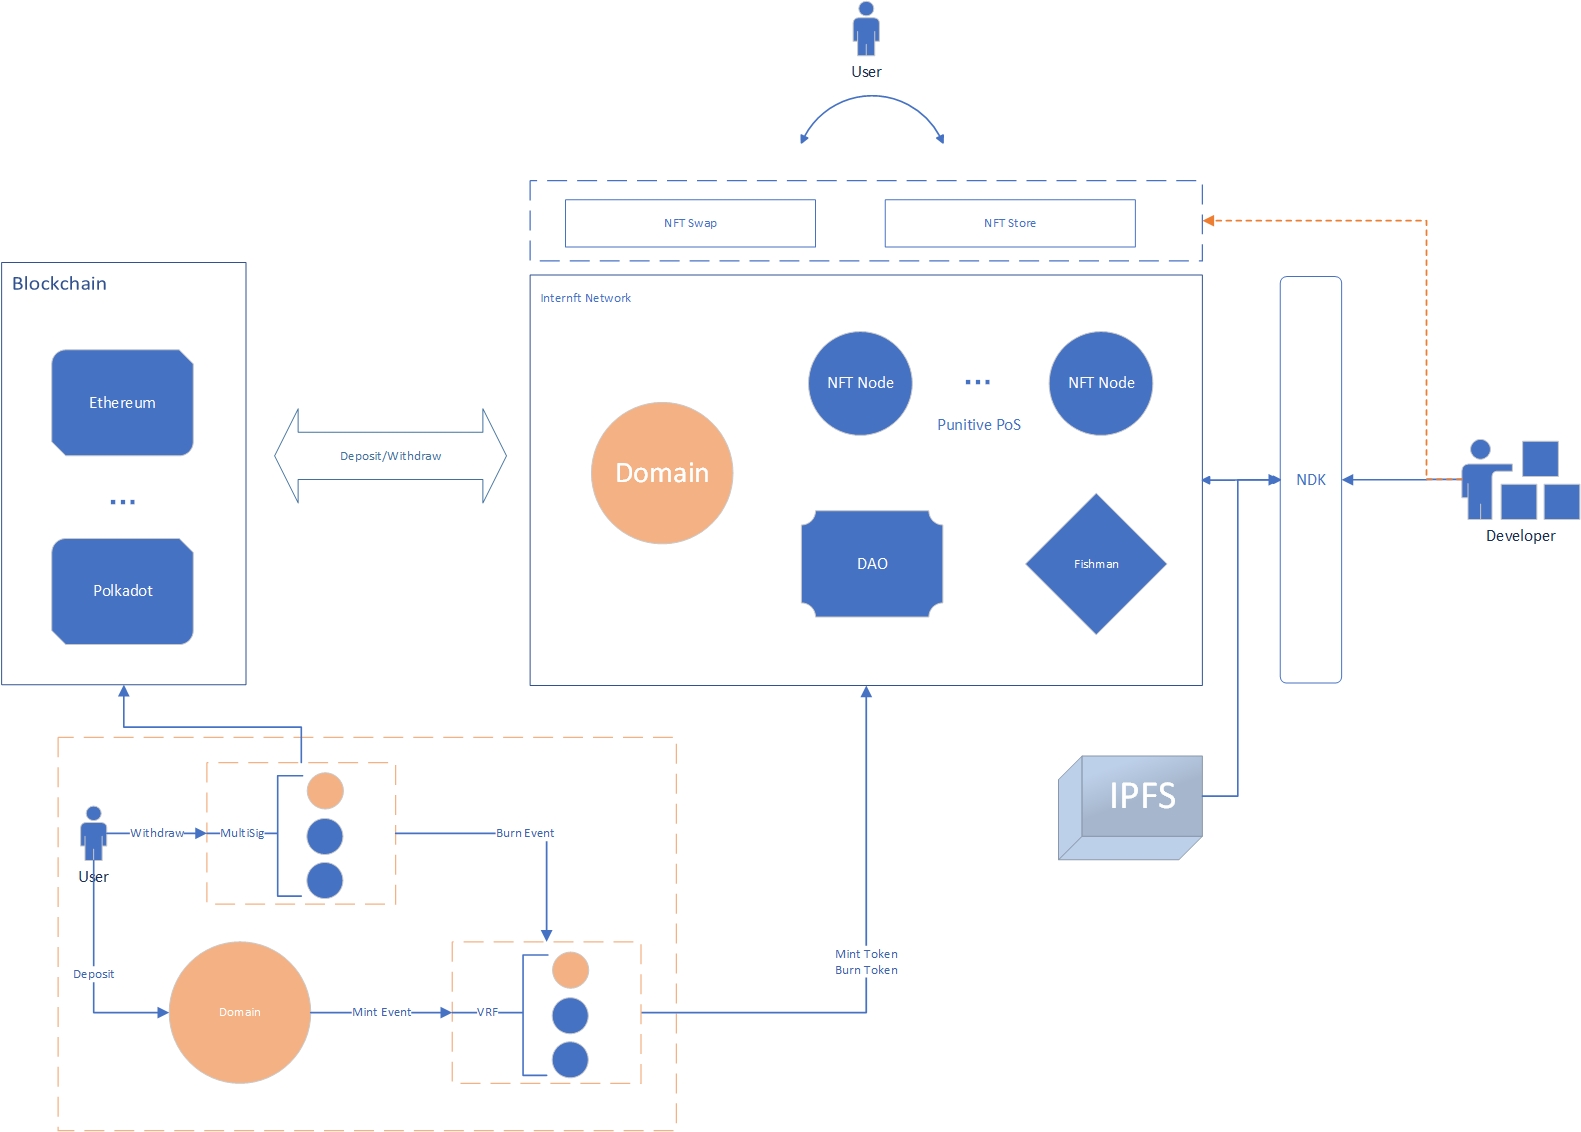 User
NFT Swap
NFT Store
Blockchain
Ethereum
...
Polkadot
Deposit/Withdraw
Internft Network
NFT Node
...
NFT Node
Punitive PoS
Domain
DAO
Fishman
NDK
Developer
IPFS
User
Withdraw
MultiSig
Burn Event
Deposit
Domain
Mint Event
VRF
Mint Token
Burn Token